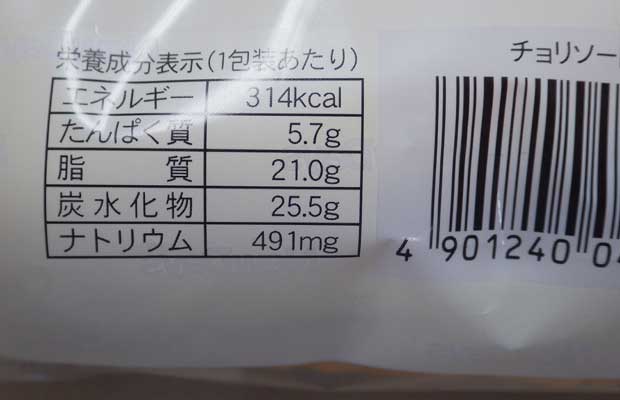 栄養成分表示(1包装あたり)
エネルギー 314kcal
たんぱく質 5.7g
脂質 21.0g
炭水化物 25.5g
ナトリウム 491mg
チョリソー
4 901240 04